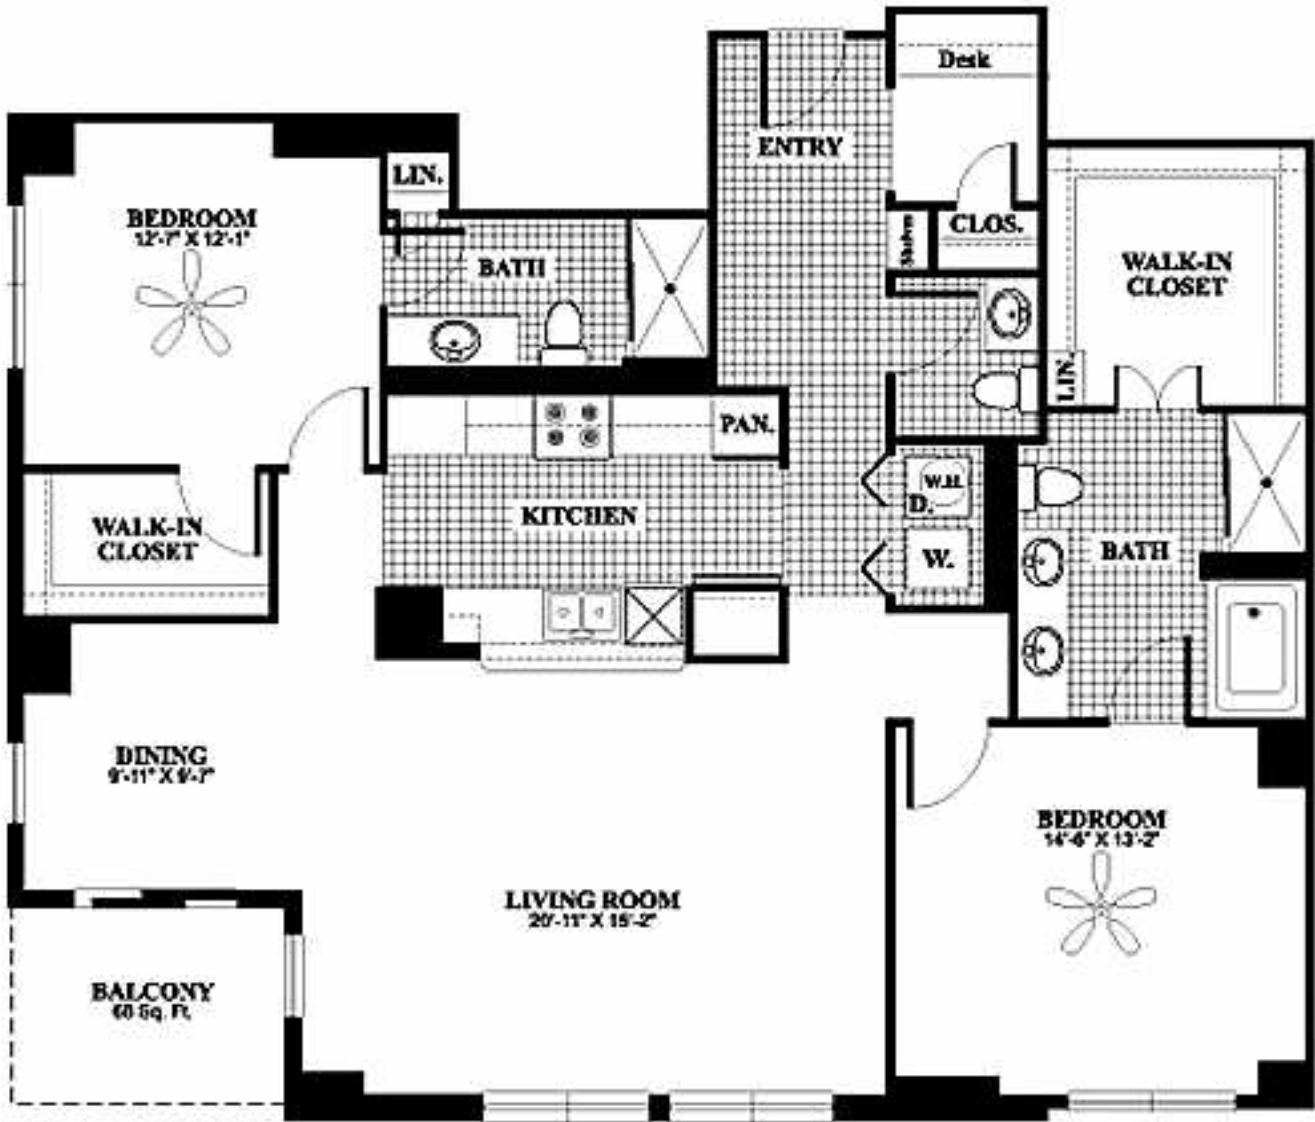 Desk
ENTRY
LIN.
BEDROOM
12'-7" X 12'-1"
BATH
Shelves
CLOS.
WALK-IN
CLOSET
LIN.
PAN.
KITCHEN
W.H.
D.
W.
WALK-IN
CLOSET
BATH
DINING
9'-11" X 9'-7"
BEDROOM
14'-6" X 13'-2"
LIVING ROOM
20'-11" X 15'-2"
BALCONY
Sq. Ft.